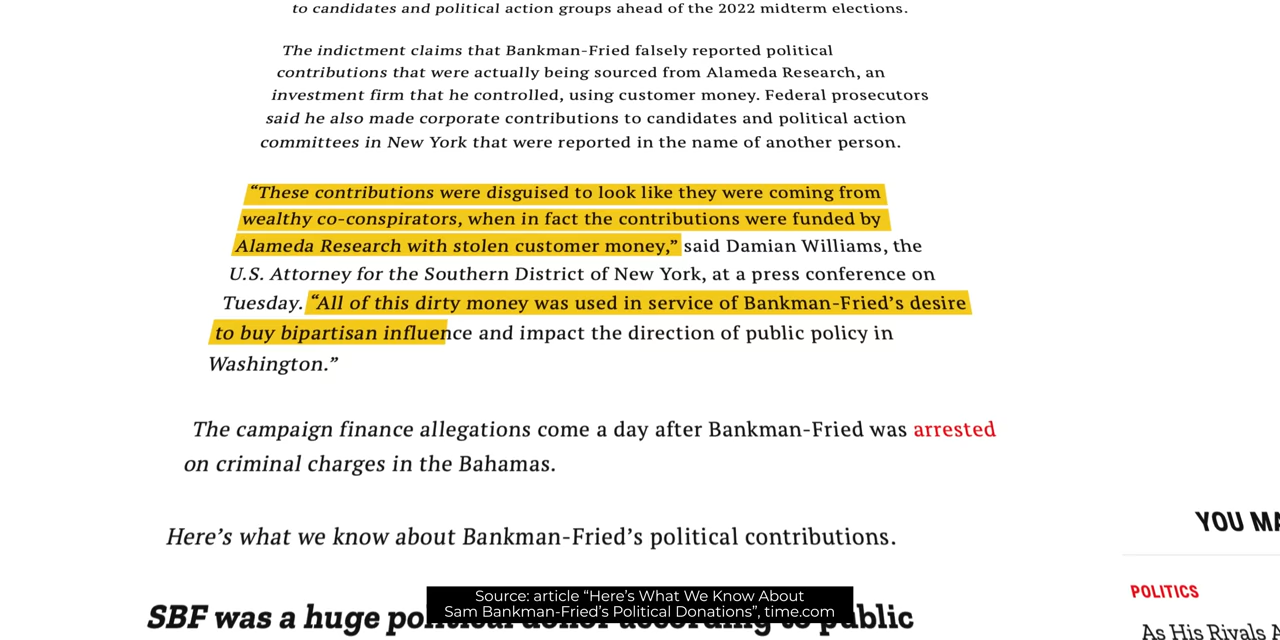 to candidates and political action groups ahead of the 2022 midterm elections.
The indictment claims that Bankman-Fried falsely reported political
contributions that were actually being sourced from Alameda Research, an
investment firm that he controlled, using customer money. Federal prosecutors
said he also made corporate contributions to candidates and political action
committees in New York that were reported in the name of another person.
“These contributions were disguised to look like they were coming from
wealthy co-conspirators, when in fact the contributions were funded by
Alameda Research with stolen customer money,” said Damian Williams, the
U.S. Attorney for the Southern District of New York, at a press conference on
Tuesday. “All of this dirty money was used in service of Bankman-Fried’s desire
to buy bipartisan influence and impact the direction of public policy in
Washington.”
The campaign finance allegations come a day after Bankman-Fried was arrested
on criminal charges in the Bahamas.
Here’s what we know about Bankman-Fried’s political contributions.
SBF was a huge political donor according to public
Source: article “Here’s What We Know About
Sam Bankman-Fried’s Political Donations”, time.com
YOU MA
POLITICS
As His Rivals A